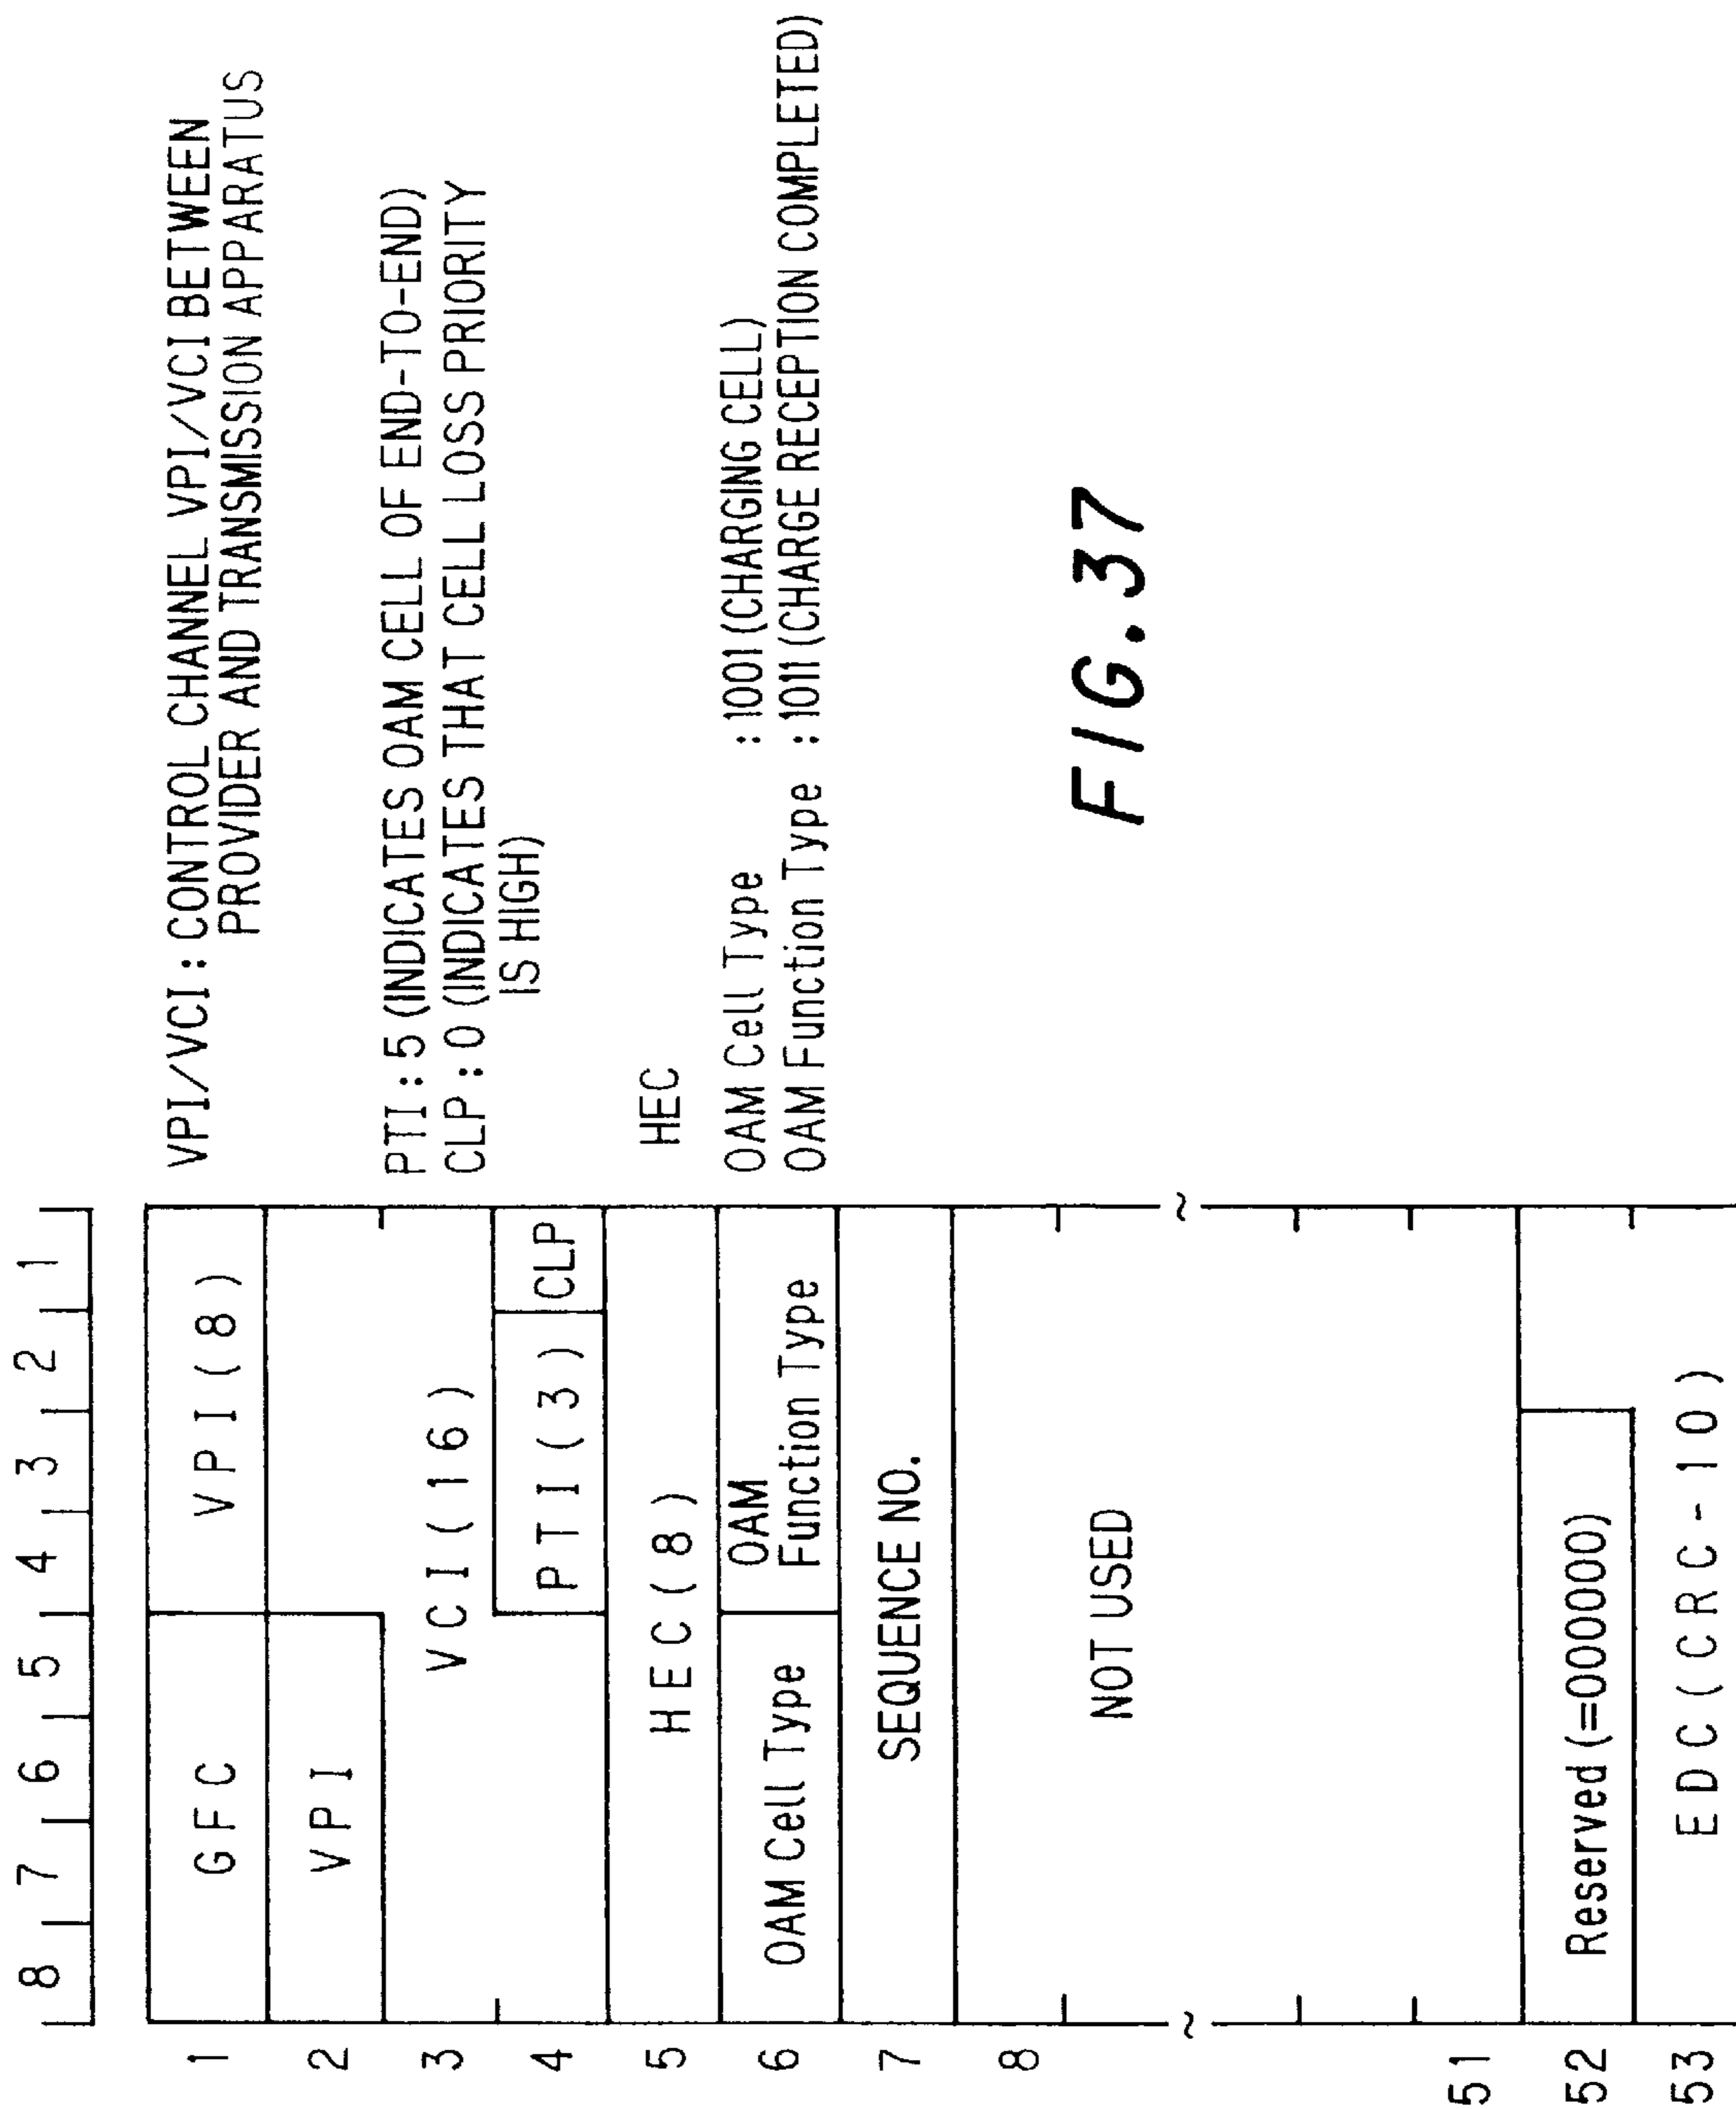 8 7 6 5 4 3 2 1
1 GFC VPI(8)
2 VPI
3 VCI(16)
4 PTI(3) CLP
5 HEC(8)
6 OAM Cell Type OAM
Function Type
7 SEQUENCE NO.
8
NOT USED
51
52 Reserved (=000000)
53 EDC(CRC-10)
VPI/VCI : CONTROL CHANNEL VPI/VCI BETWEEN
PROVIDER AND TRANSMISSION APPARATUS
PTI : 5 (INDICATES OAM CELL OF END-TO-END)
CLP : 0 (INDICATES THAT CELL LOSS PRIORITY
IS HIGH)
HEC
OAM Cell Type : 1001 (CHARGING CELL)
OAM Function Type : 1011 (CHARGE RECEPTION COMPLETED)
FIG. 37